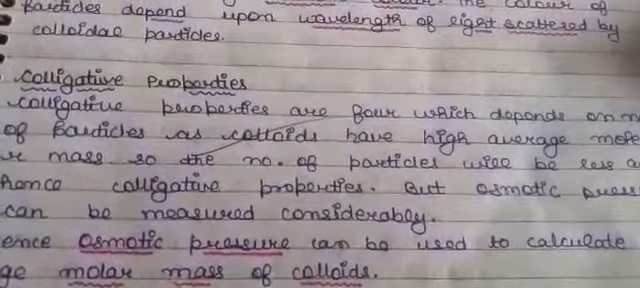 Particles depend upon wavelength of light scattered by
colloidal particles.
Colligative Properties
Colligative properties are four which depends on n
of Particles as colloids have high average mole
r mass so the no. of particles will be less a
hence colligative properties. But osmotic press
can be measured considerably.
ence osmotic pressure can be used to calculate
ge molar mass of colloids.